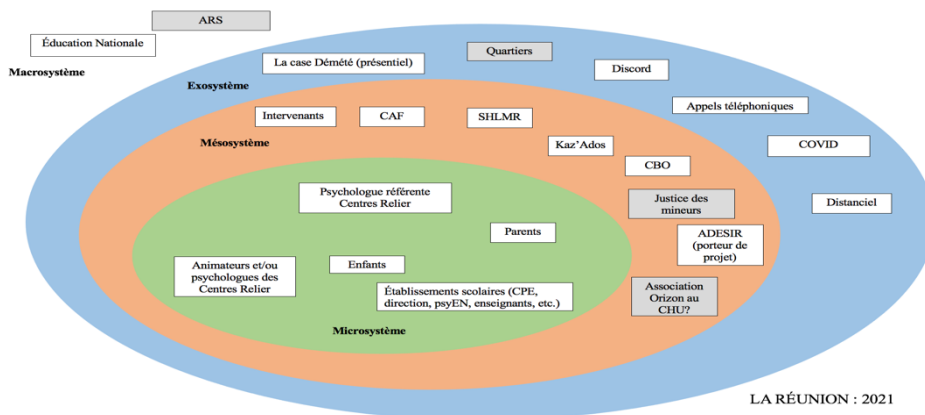 ARS
Éducation Nationale
Macrosystème
Quartiers
La case Démété (présentiel)
Discord
Exosystème
Appels téléphoniques
Intervenants
CAF
SHLMR
Mésosystème
Kaz'Ados
COVID
CBO
Psychologue référente
Centres Relier
Justice des
mineurs
Distanciel
Parents
ADESIR
(porteur de
projet)
Animateurs et/ou
psychologues des
Centres Relier
Enfants
Établissements scolaires (CPE,
direction, psyEN, enseignants, etc.)
Association
Orizon au
CHU?
Microsystème
LA RÉUNION : 2021